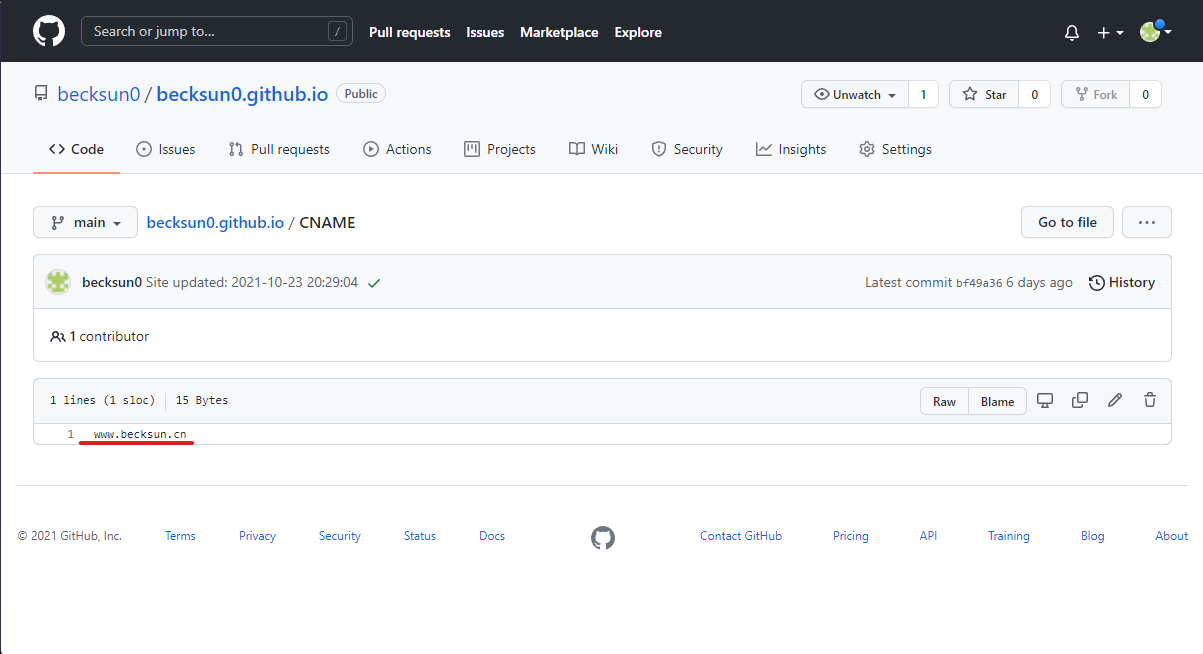 Search or jump to... /
Pull requests Issues Marketplace Explore
becksun0 / becksun0.github.io Public
Unwatch 1 Star 0 Fork 0
Code Issues Pull requests Actions Projects Wiki Security Insights Settings
main becksun0.github.io / CNAME Go to file ...
becksun0 Site updated: 2021-10-23 20:29:04 Latest commit bf49a36 6 days ago History
1 contributor
1 lines (1 sloc) 15 Bytes Raw Blame
1 www.becksun.cn
© 2021 GitHub, Inc. Terms Privacy Security Status Docs Contact GitHub Pricing API Training Blog About